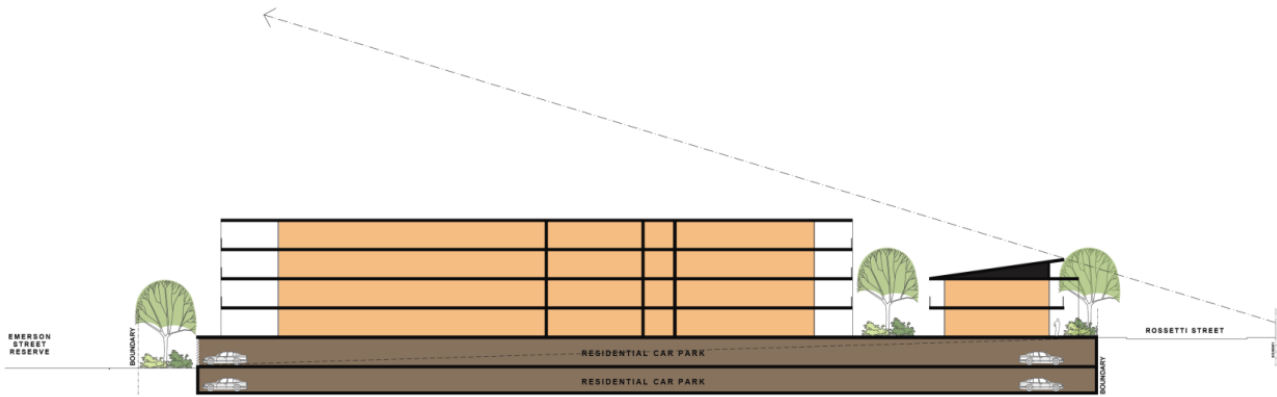 EMERSON
STREET
RESERVE
BOUNDARY
RESIDENTIAL CAR PARK
RESIDENTIAL CAR PARK
BOUNDARY
ROSSETTI STREET